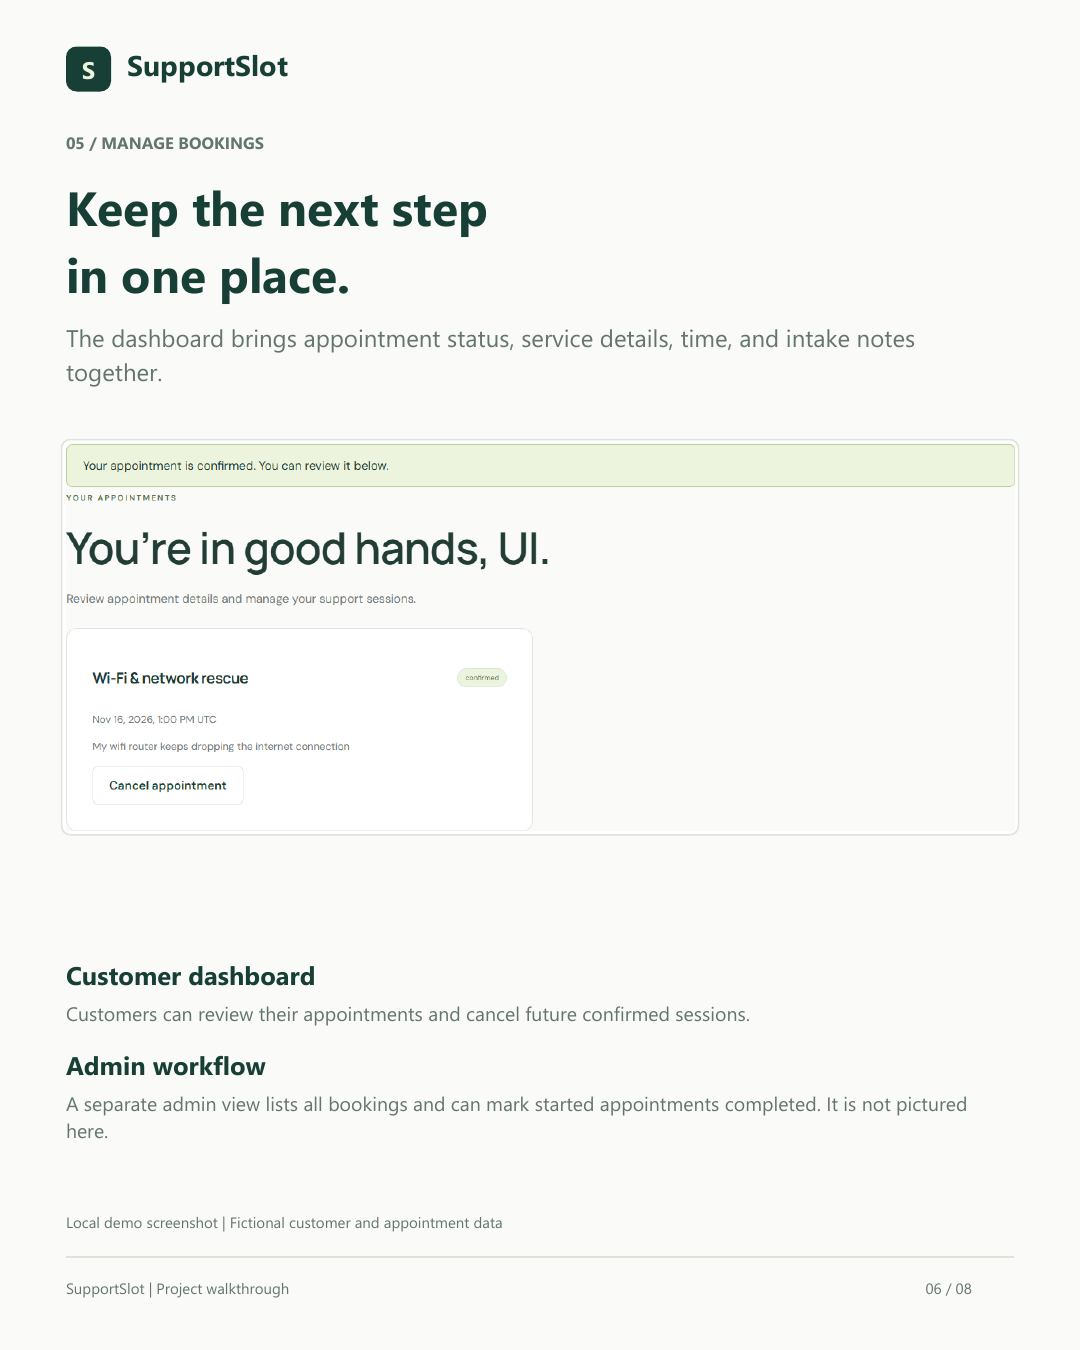 S SupportSlot
05 / MANAGE BOOKINGS
Keep the next step
in one place.
The dashboard brings appointment status, service details, time, and intake notes
together.
Your appointment is confirmed. You can review it below.
YOUR APPOINTMENTS
You’re in good hands, UI.
Review appointment details and manage your support sessions.
Wi-Fi & network rescue
confirmed
Nov 16, 2026, 1:00 PM UTC
My wifi router keeps dropping the internet connection
Cancel appointment
Customer dashboard
Customers can review their appointments and cancel future confirmed sessions.
Admin workflow
A separate admin view lists all bookings and can mark started appointments completed. It is not pictured
here.
Local demo screenshot | Fictional customer and appointment data
SupportSlot | Project walkthrough
06 / 08